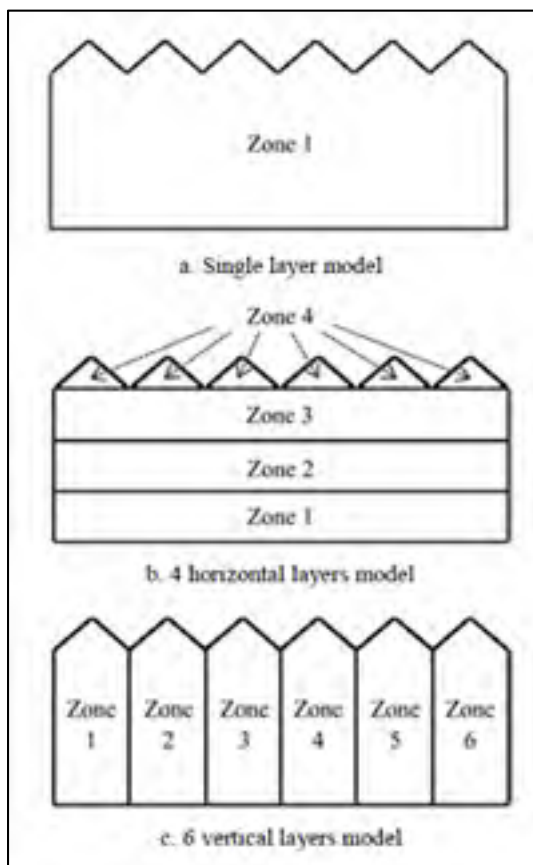 Zone 1
a. Single layer model
Zone 4
Zone 3
Zone 2
Zone 1
b. 4 horizontal layers model
Zone Zone Zone Zone Zone Zone
1 2 3 4 5 6
c. 6 vertical layers model